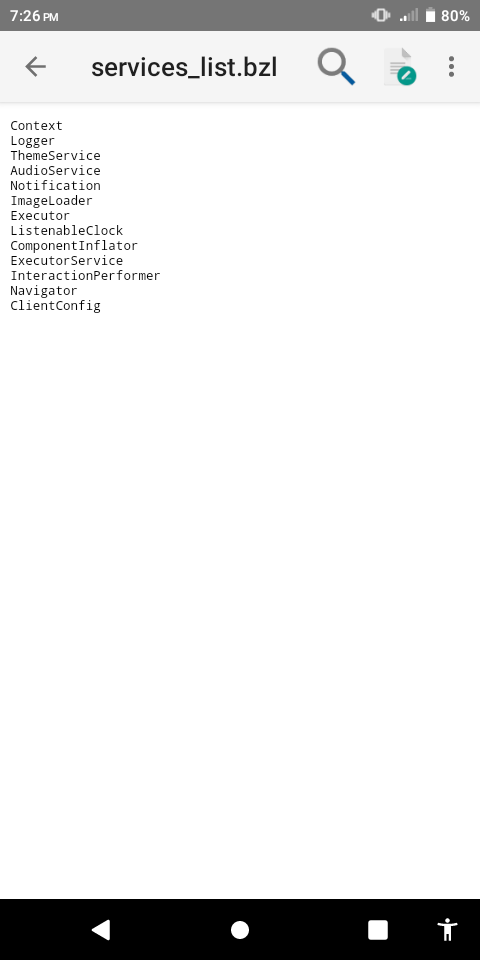 7:26 PM 80%
services_list.bzl
Context
Logger
ThemeService
AudioService
Notification
ImageLoader
Executor
ListenableClock
ComponentInflator
ExecutorService
InteractionPerformer
Navigator
ClientConfig